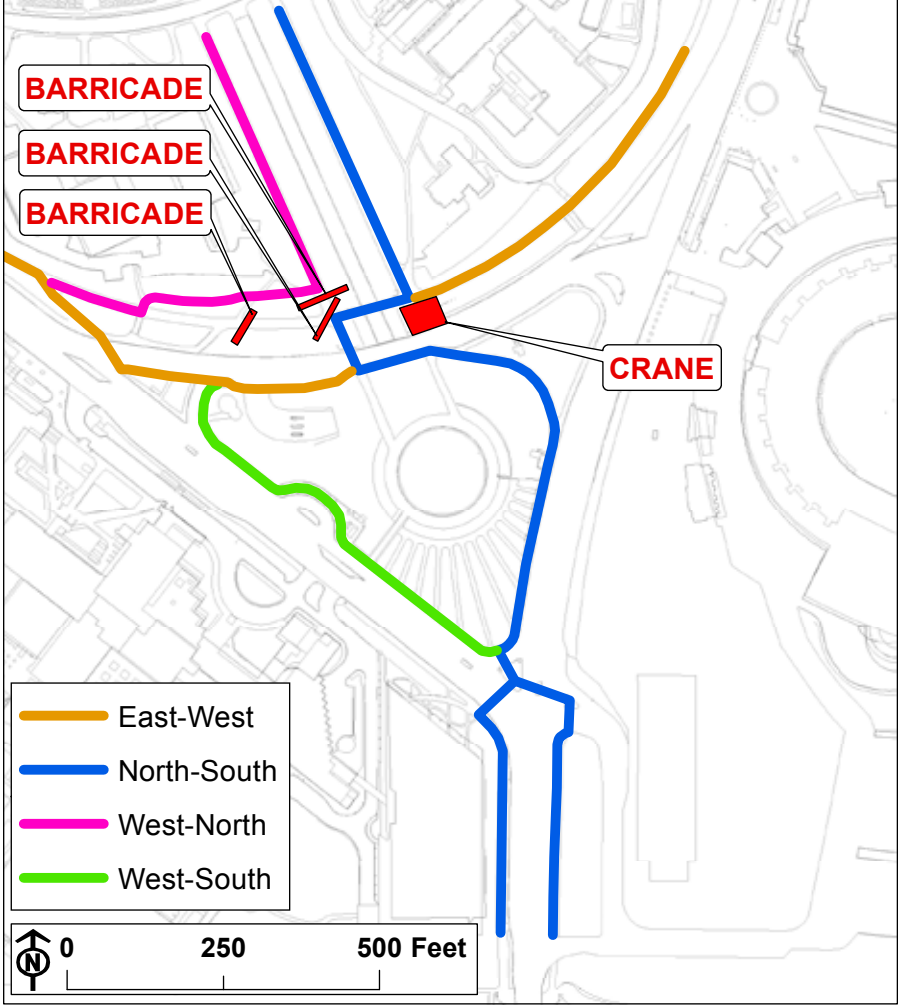 BARRICADE
BARRICADE
BARRICADE
CRANE
East-West
North-South
West-North
West-South
N
0 250 500 Feet